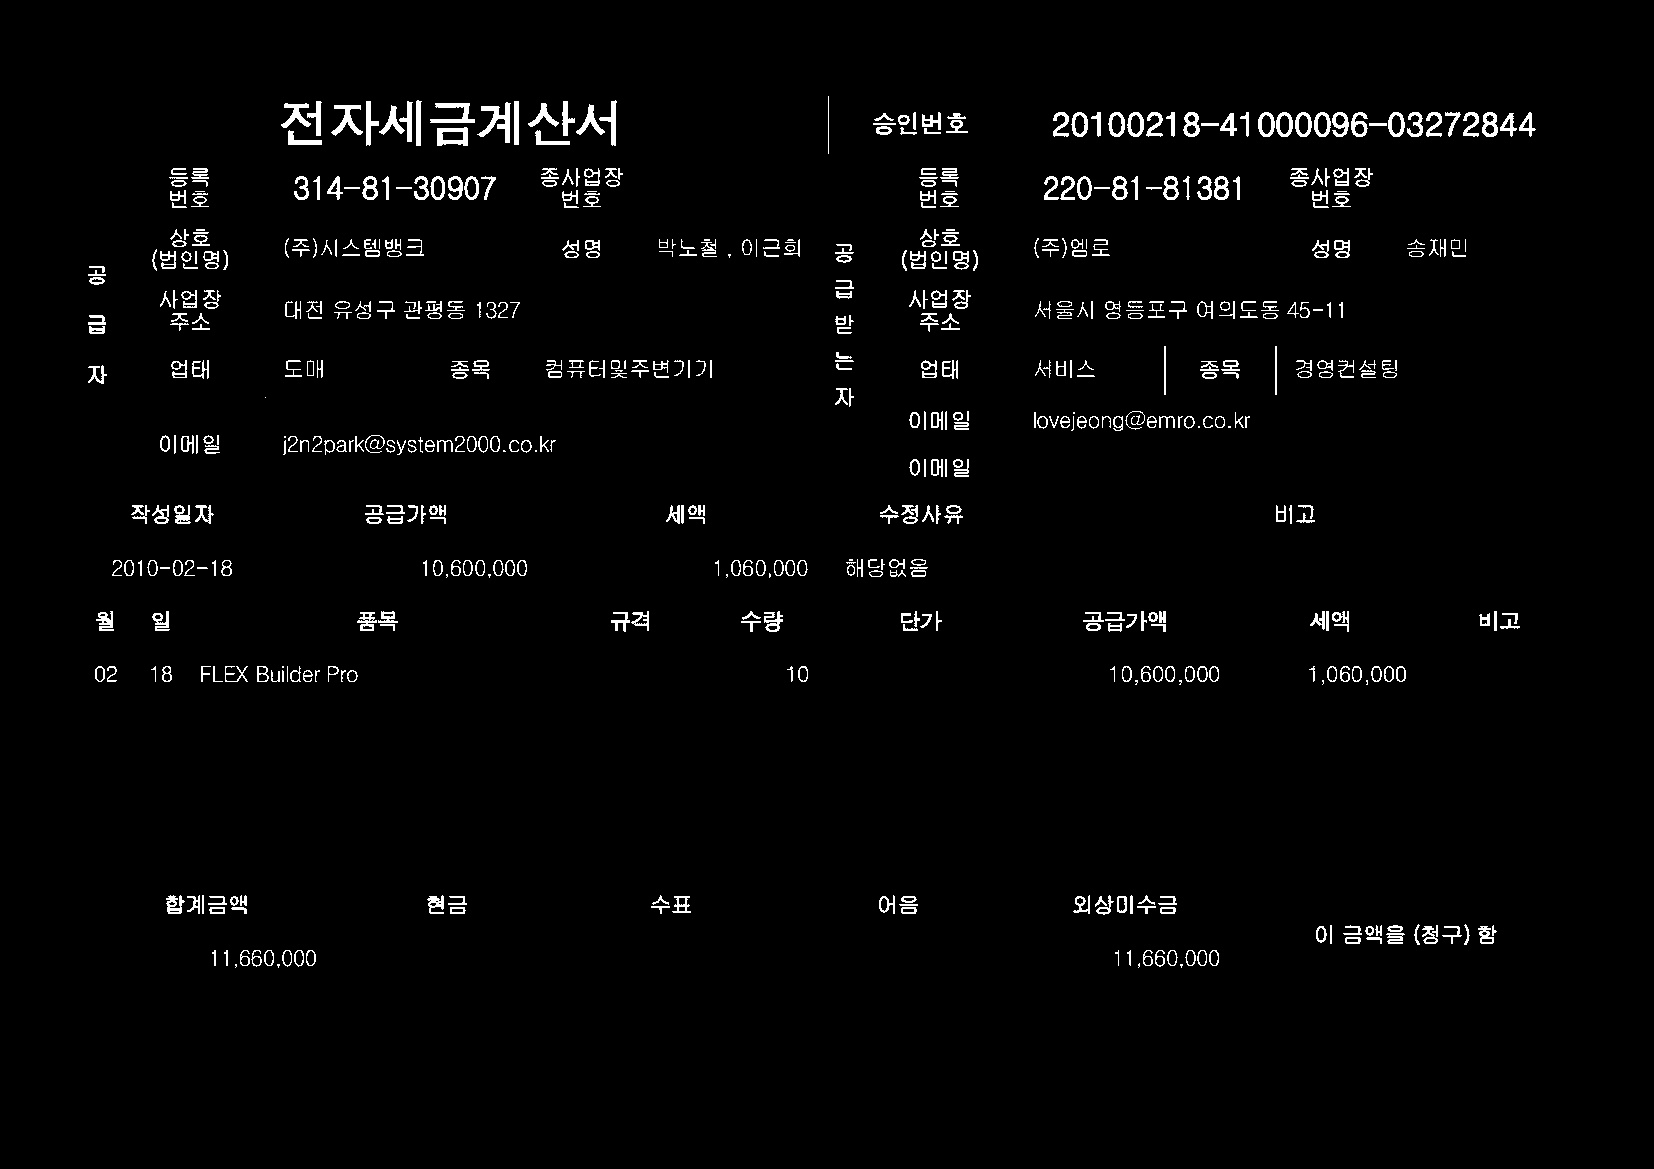 전자세금계산서 승인번호 20100218-41000096-03272844
등록번호 314-81-30907 종사업장번호 등록번호 220-81-81381 종사업장번호
공급자 공급받는자
상호(법인명) (주)시스템뱅크 성명 박노철 , 이근희 상호(법인명) (주)엠로 성명 송재민
사업장주소 대전 유성구 관평동 1327 사업장주소 서울시 영등포구 여의도동 45-11
업태 도매 종목 컴퓨터및주변기기 업태 서비스 종목 경영컨설팅
이메일 j2n2park@system2000.co.kr 이메일 lovejeong@emro.co.kr
이메일
작성일자 공급가액 세액 수정사유 비고
2010-02-18 10,600,000 1,060,000 해당없음
월 일 품목 규격 수량 단가 공급가액 세액 비고
02 18 FLEX Builder Pro 10 10,600,000 1,060,000
합계금액 현금 수표 어음 외상미수금
이 금액을 (청구) 함
11,660,000 11,660,000